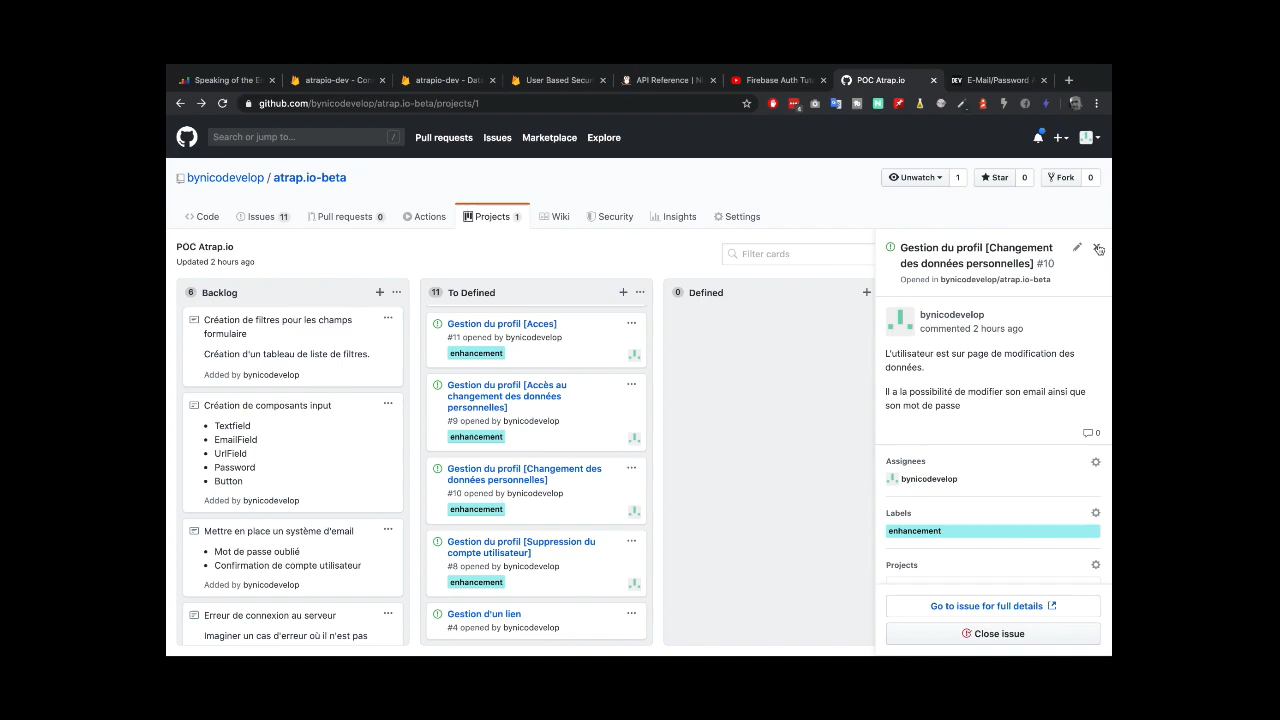 Speaking of the E
atrapio-dev - Con
atrapio-dev - Dat
User Based Secur
API Reference | Ni
Firebase Auth Tut
POC Atrap.io
DEV E-Mail/Password A
github.com/bynicodevelop/atrap.io-beta/projects/1
Search or jump to...
/
Pull requests
Issues
Marketplace
Explore
bynicodevelop / atrap.io-beta
Unwatch 1
Star 0
Fork 0
Code
Issues 11
Pull requests 0
Actions
Projects 1
Wiki
Security
Insights
Settings
POC Atrap.io
Updated 2 hours ago
Filter cards
6 Backlog
Création de filtres pour les champs
formulaire
Création d'un tableau de liste de filtres.
Added by bynicodevelop
Création de composants input
• Textfield
• EmailField
• UrlField
• Password
• Button
Added by bynicodevelop
Mettre en place un système d'email
• Mot de passe oublié
• Confirmation de compte utilisateur
Added by bynicodevelop
Erreur de connexion au serveur
Imaginer un cas d'erreur où il n'est pas
11 To Defined
Gestion du profil [Acces]
#11 opened by bynicodevelop
enhancement
Gestion du profil [Accès au
changement des données
personnelles]
#9 opened by bynicodevelop
enhancement
Gestion du profil [Changement des
données personnelles]
#10 opened by bynicodevelop
enhancement
Gestion du profil [Suppression du
compte utilisateur]
#8 opened by bynicodevelop
enhancement
Gestion d'un lien
#4 opened by bynicodevelop
0 Defined
Gestion du profil [Changement
des données personnelles] #10
Opened in bynicodevelop/atrap.io-beta
bynicodevelop
commented 2 hours ago
L'utilisateur est sur page de modification des
données.
Il a la possibilité de modifier son email ainsi que
son mot de passe
0
Assignees
bynicodevelop
Labels
enhancement
Projects
Go to issue for full details
Close issue